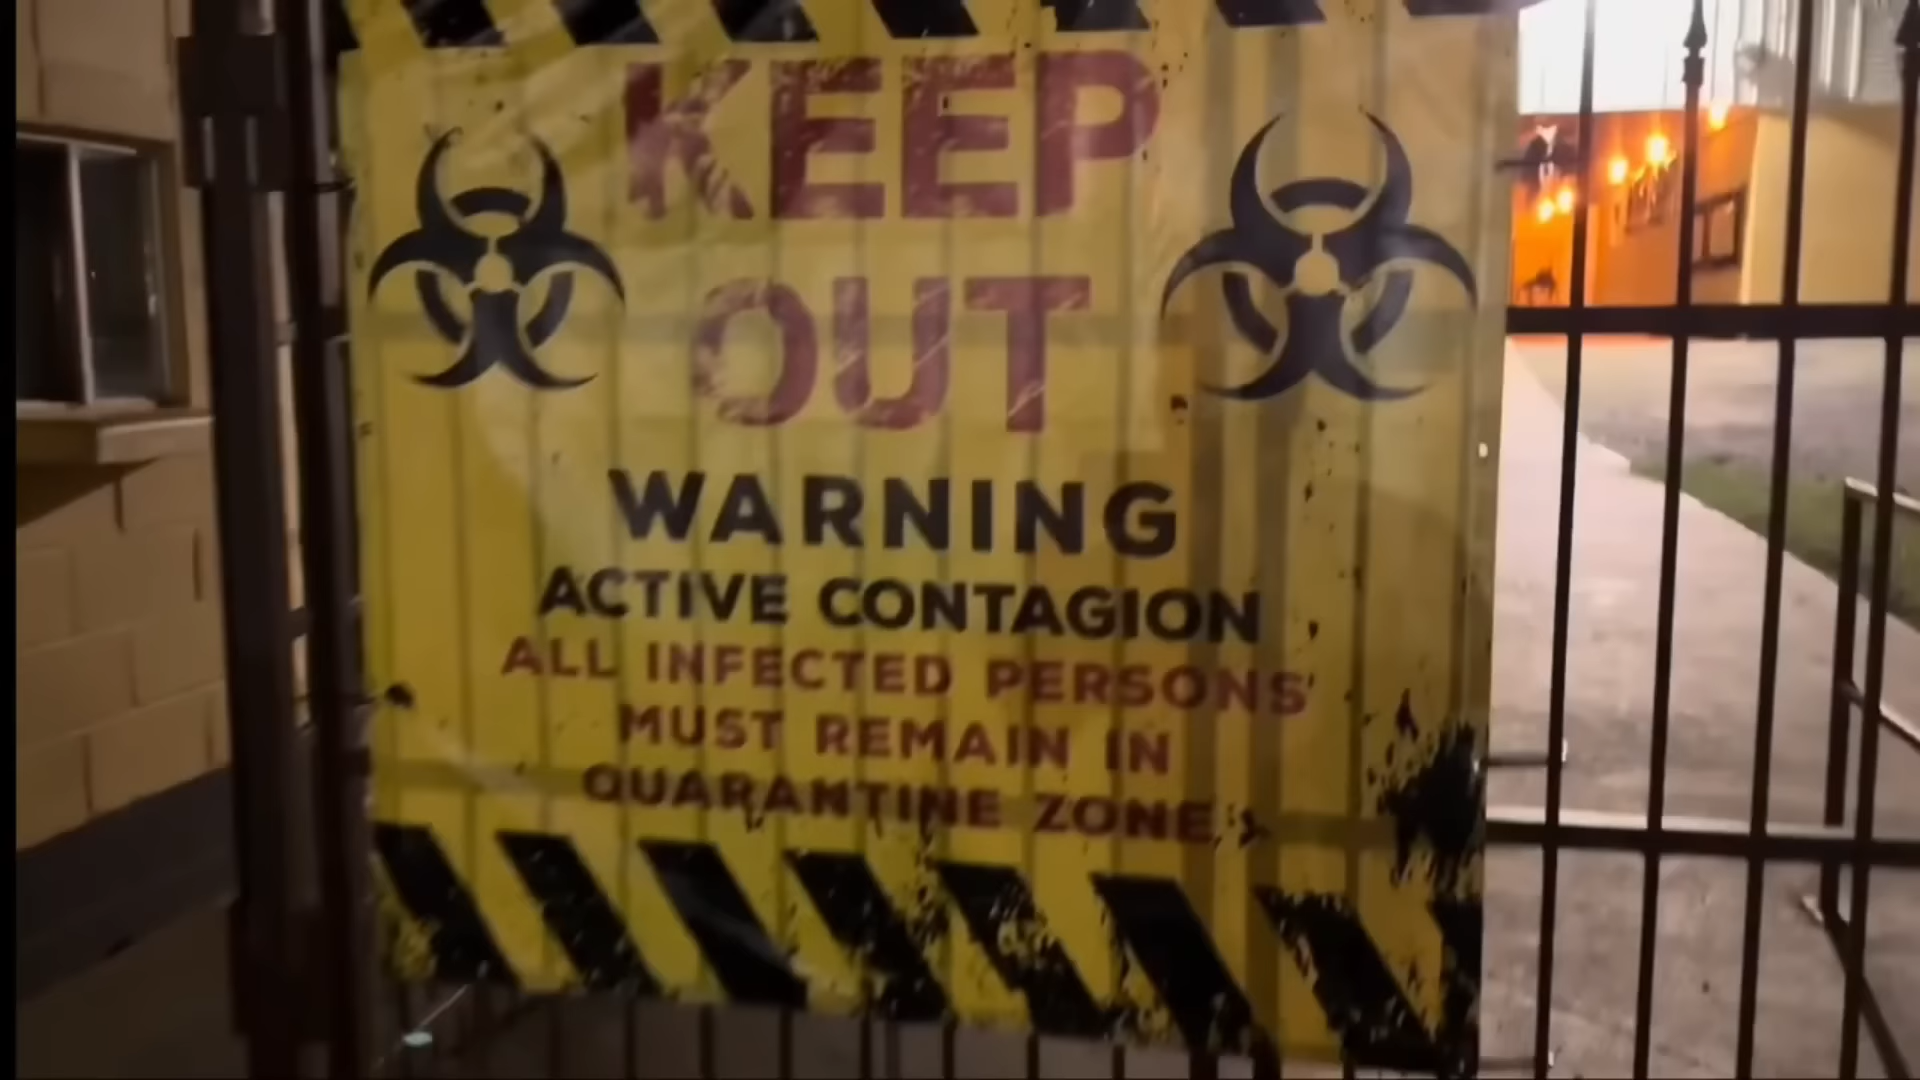 KEEP
OUT
WARNING
ACTIVE CONTAGION
ALL INFECTED PERSONS
MUST REMAIN IN
QUARANTINE ZONE